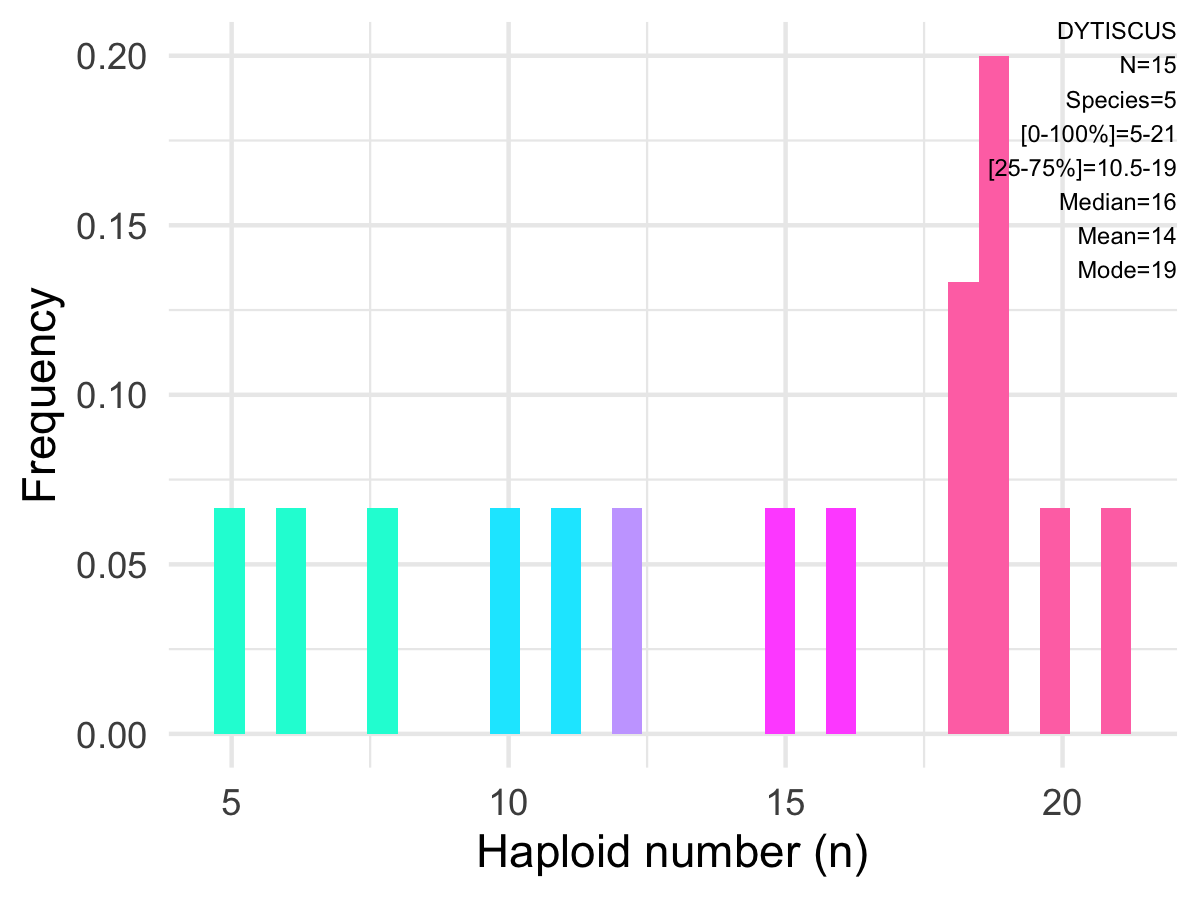 DYTISCUS
N=15
Species=5
[0-100%]=5-21
[25-75%]=10.5-19
Median=16
Mean=14
Mode=19
0.20
0.15
0.10
0.05
0.00
Frequency
5 10 15 20
Haploid number (n)